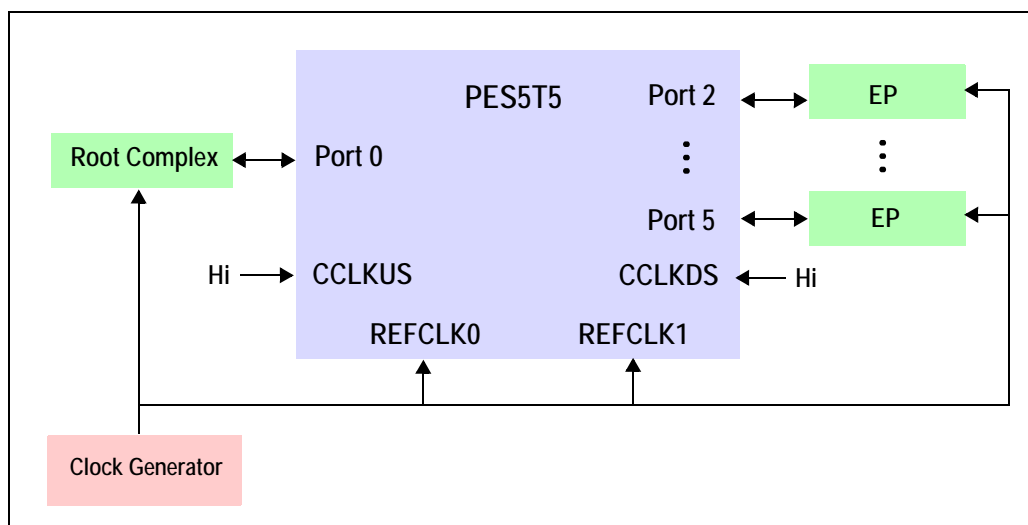 PES5T5
Port 2
EP
Root Complex
Port 0
Port 5
EP
Hi
CCLKUS
CCLKDS
Hi
REFCLK0
REFCLK1
Clock Generator